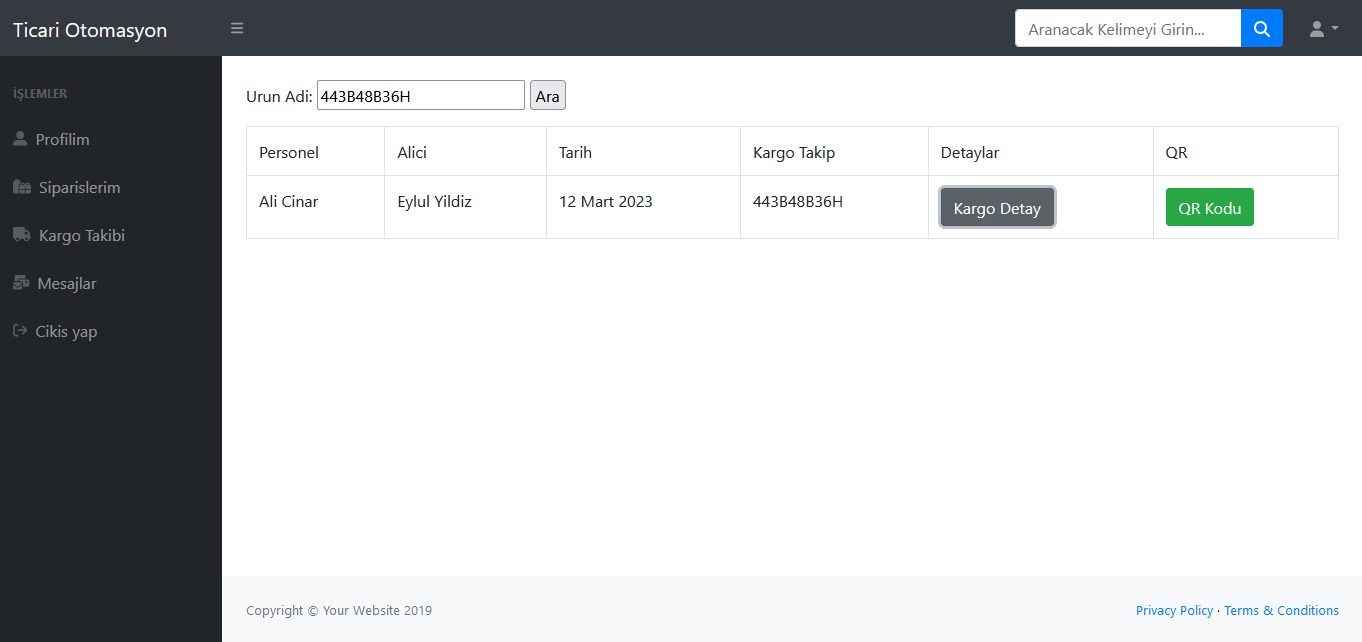 Ticari Otomasyon
Aranacak Kelimeyi Girin...
İŞLEMLER
Profilim
Siparislerim
Kargo Takibi
Mesajlar
Cikis yap
Urun Adi: 443B48B36H Ara
Personel Alici Tarih Kargo Takip Detaylar QR
Ali Cinar Eylul Yildiz 12 Mart 2023 443B48B36H Kargo Detay QR Kodu
Copyright © Your Website 2019
Privacy Policy · Terms & Conditions